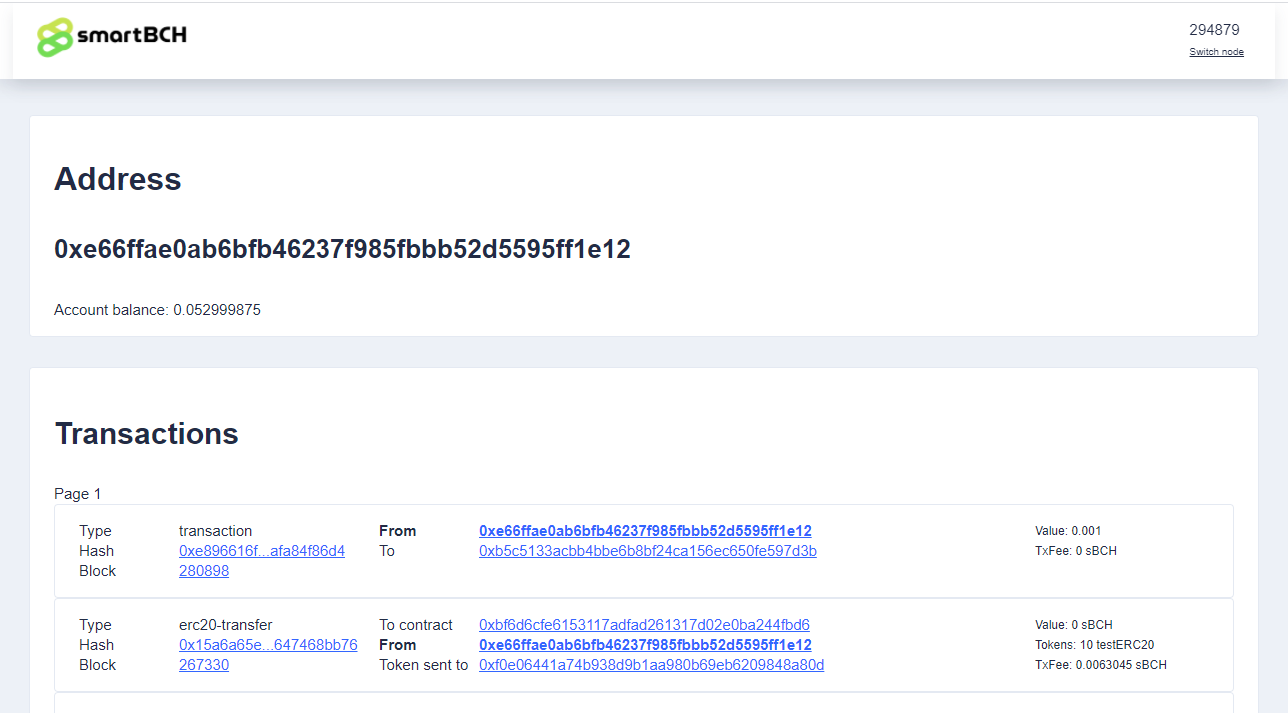 smartBCH
294879
Switch node
Address
0xe66ffae0ab6bfb46237f985fbbb52d5595ff1e12
Account balance: 0.052999875
Transactions
Page 1
Type transaction From 0xe66ffae0ab6bfb46237f985fbbb52d5595ff1e12 Value: 0.001
Hash 0xe896616f...afa84f86d4 To 0xb5c5133acbb4bbe6b8bf24ca156ec650fe597d3b TxFee: 0 sBCH
Block 280898
Type erc20-transfer To contract 0xbf6d6cfe6153117adfad261317d02e0ba244fbd6 Value: 0 sBCH
Hash 0x15a6a65e...647468bb76 From 0xe66ffae0ab6bfb46237f985fbbb52d5595ff1e12 Tokens: 10 testERC20
Block 267330 Token sent to 0xf0e06441a74b938d9b1aa980b69eb6209848a80d TxFee: 0.0063045 sBCH